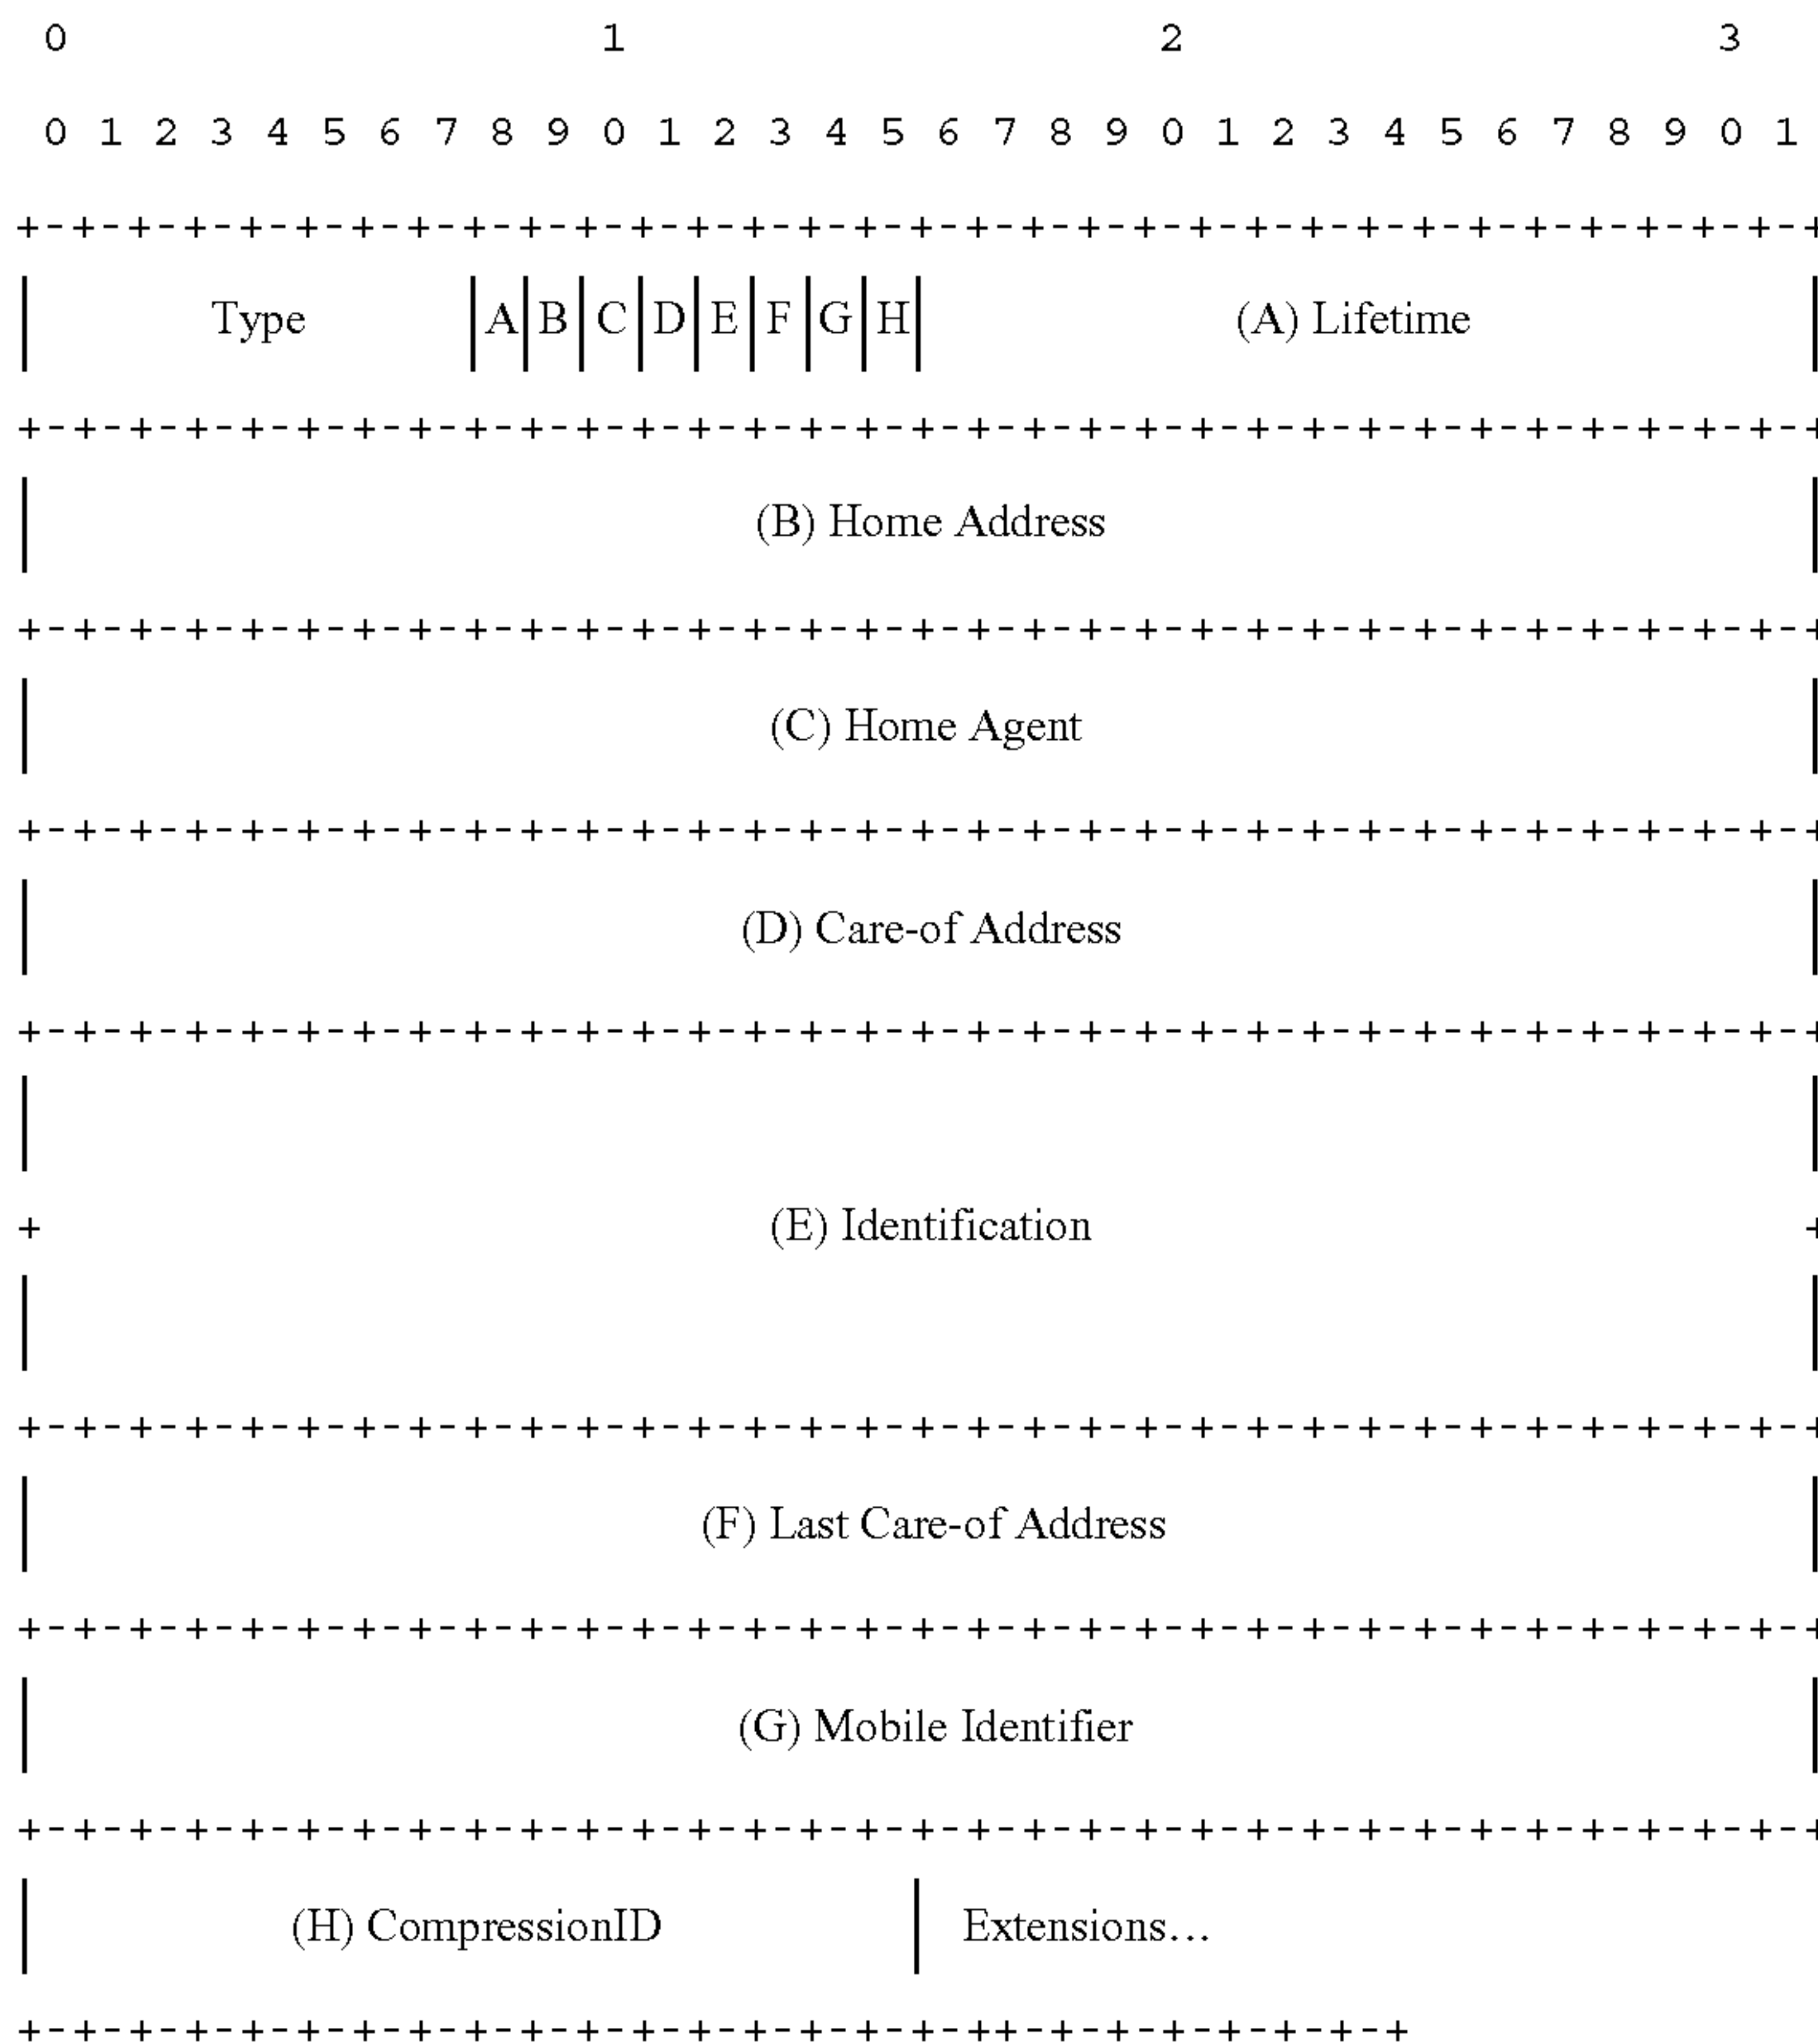 0 1 2 3
0 1 2 3 4 5 6 7 8 9 0 1 2 3 4 5 6 7 8 9 0 1 2 3 4 5 6 7 8 9 0 1
+-+-+-+-+-+-+-+-+-+-+-+-+-+-+-+-+-+-+-+-+-+-+-+-+-+-+-+-+-+-+-+-+
| Type |A|B|C|D|E|F|G|H| (A) Lifetime |
+-+-+-+-+-+-+-+-+-+-+-+-+-+-+-+-+-+-+-+-+-+-+-+-+-+-+-+-+-+-+-+-+
| (B) Home Address |
+-+-+-+-+-+-+-+-+-+-+-+-+-+-+-+-+-+-+-+-+-+-+-+-+-+-+-+-+-+-+-+-+
| (C) Home Agent |
+-+-+-+-+-+-+-+-+-+-+-+-+-+-+-+-+-+-+-+-+-+-+-+-+-+-+-+-+-+-+-+-+
| (D) Care-of Address |
+-+-+-+-+-+-+-+-+-+-+-+-+-+-+-+-+-+-+-+-+-+-+-+-+-+-+-+-+-+-+-+-+
| |
+ (E) Identification +
| |
+-+-+-+-+-+-+-+-+-+-+-+-+-+-+-+-+-+-+-+-+-+-+-+-+-+-+-+-+-+-+-+-+
| (F) Last Care-of Address |
+-+-+-+-+-+-+-+-+-+-+-+-+-+-+-+-+-+-+-+-+-+-+-+-+-+-+-+-+-+-+-+-+
| (G) Mobile Identifier |
+-+-+-+-+-+-+-+-+-+-+-+-+-+-+-+-+-+-+-+-+-+-+-+-+-+-+-+-+-+-+-+-+
| (H) CompressionID | Extensions...
+-+-+-+-+-+-+-+-+-+-+-+-+-+-+-+-+-+-++-+-+-+-+-+-+-+